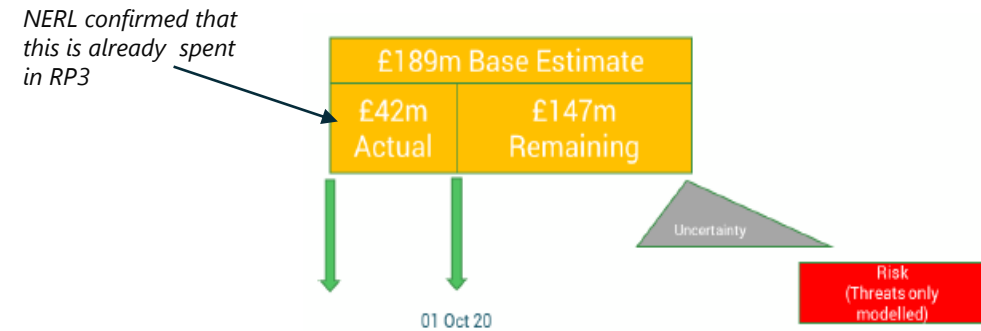 NERL confirmed that
this is already spent
in RP3
£189m Base Estimate
£42m
Actual
£147m
Remaining
Uncertainty
Risk
(Threats only
modelled)
01 Oct 20